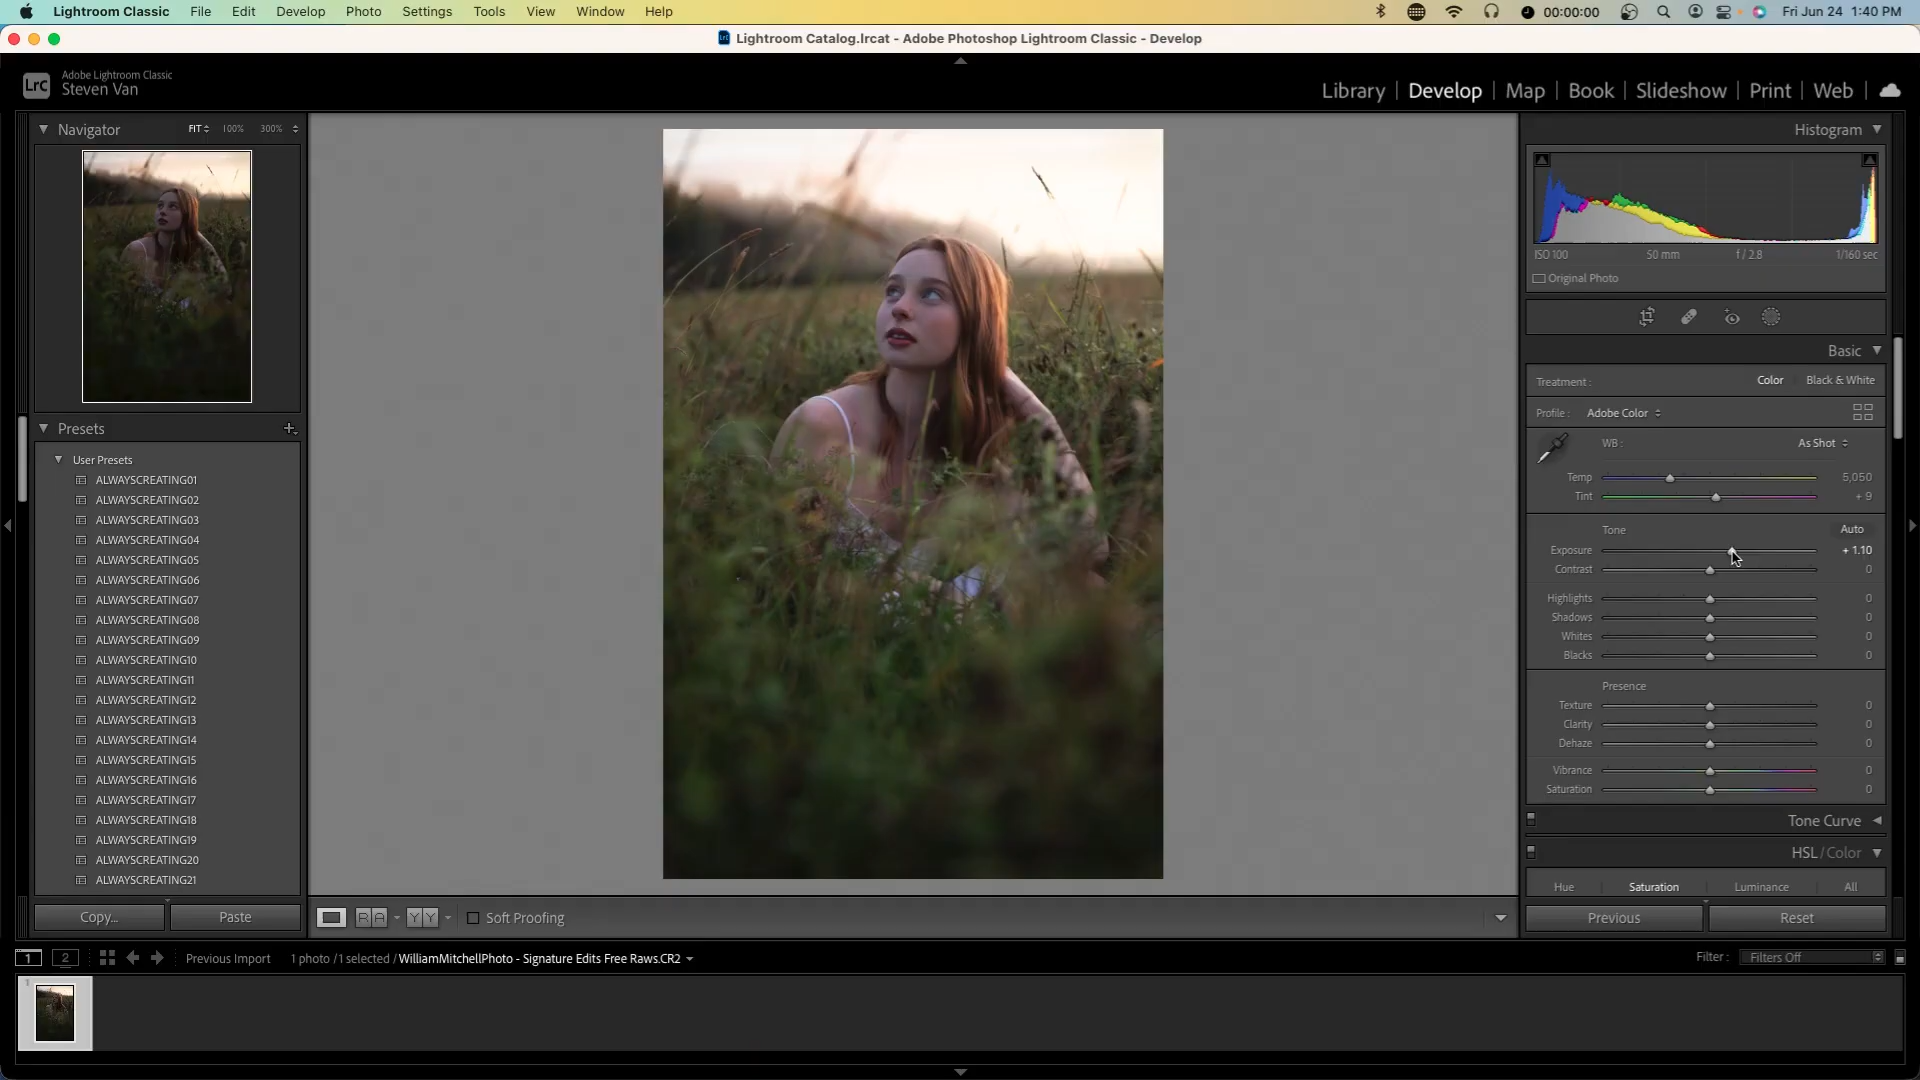 Lightroom Classic File Edit Develop Photo Settings Tools View Window Help 00:00:00 Fri Jun 24 1:40 PM
Lightroom Catalog.lrcat - Adobe Photoshop Lightroom Classic - Develop
LrC
Adobe Lightroom Classic
Steven Van
Library | Develop | Map | Book | Slideshow | Print | Web
Navigator FIT 100% 300%
Presets
User Presets
ALWAYSCREATING01
ALWAYSCREATING02
ALWAYSCREATING03
ALWAYSCREATING04
ALWAYSCREATING05
ALWAYSCREATING06
ALWAYSCREATING07
ALWAYSCREATING08
ALWAYSCREATING09
ALWAYSCREATING10
ALWAYSCREATING11
ALWAYSCREATING12
ALWAYSCREATING13
ALWAYSCREATING14
ALWAYSCREATING15
ALWAYSCREATING16
ALWAYSCREATING17
ALWAYSCREATING18
ALWAYSCREATING19
ALWAYSCREATING20
ALWAYSCREATING21
Copy... Paste
R A Y Y Soft Proofing
Histogram
ISO 100 50 mm f / 2.8 1/160 sec
Original Photo
Basic
Treatment : Color Black & White
Profile : Adobe Color
WB : As Shot
Temp 5,050
Tint + 9
Tone Auto
Exposure + 1.10
Contrast 0
Highlights 0
Shadows 0
Whites 0
Blacks 0
Presence
Texture 0
Clarity 0
Dehaze 0
Vibrance 0
Saturation 0
Tone Curve
HSL / Color
Hue Saturation Luminance All
Previous Reset
1 2 Previous Import 1 photo / 1 selected / WilliamMitchellPhoto - Signature Edits Free Raws.CR2 Filter : Filters Off
1